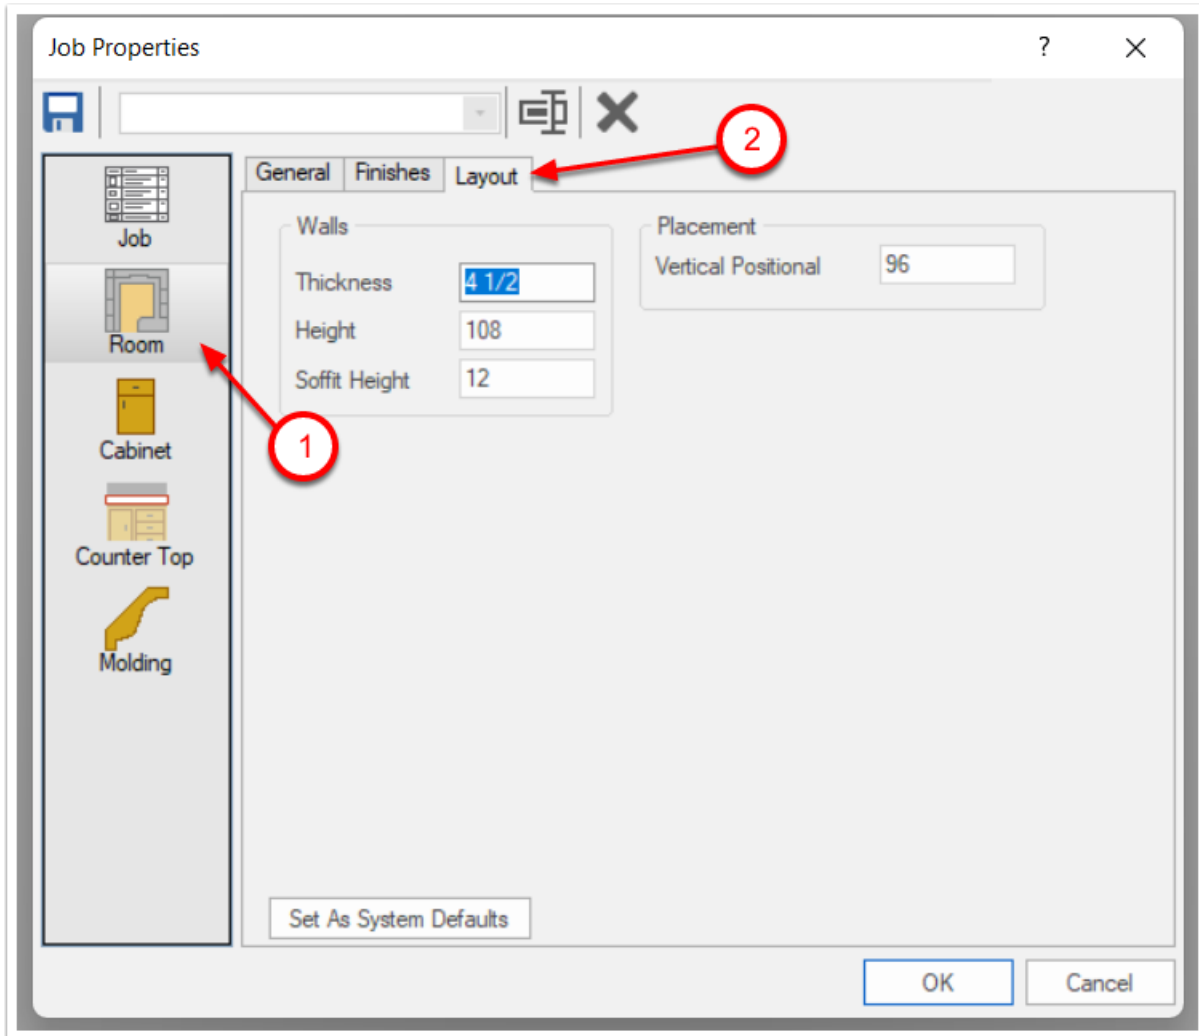 Job Properties
?
2
General Finishes Layout
Job
Room
Cabinet
Counter Top
Molding
1
Walls
Thickness 4 1/2
Height 108
Soffit Height 12
Placement
Vertical Positional 96
Set As System Defaults
OK Cancel